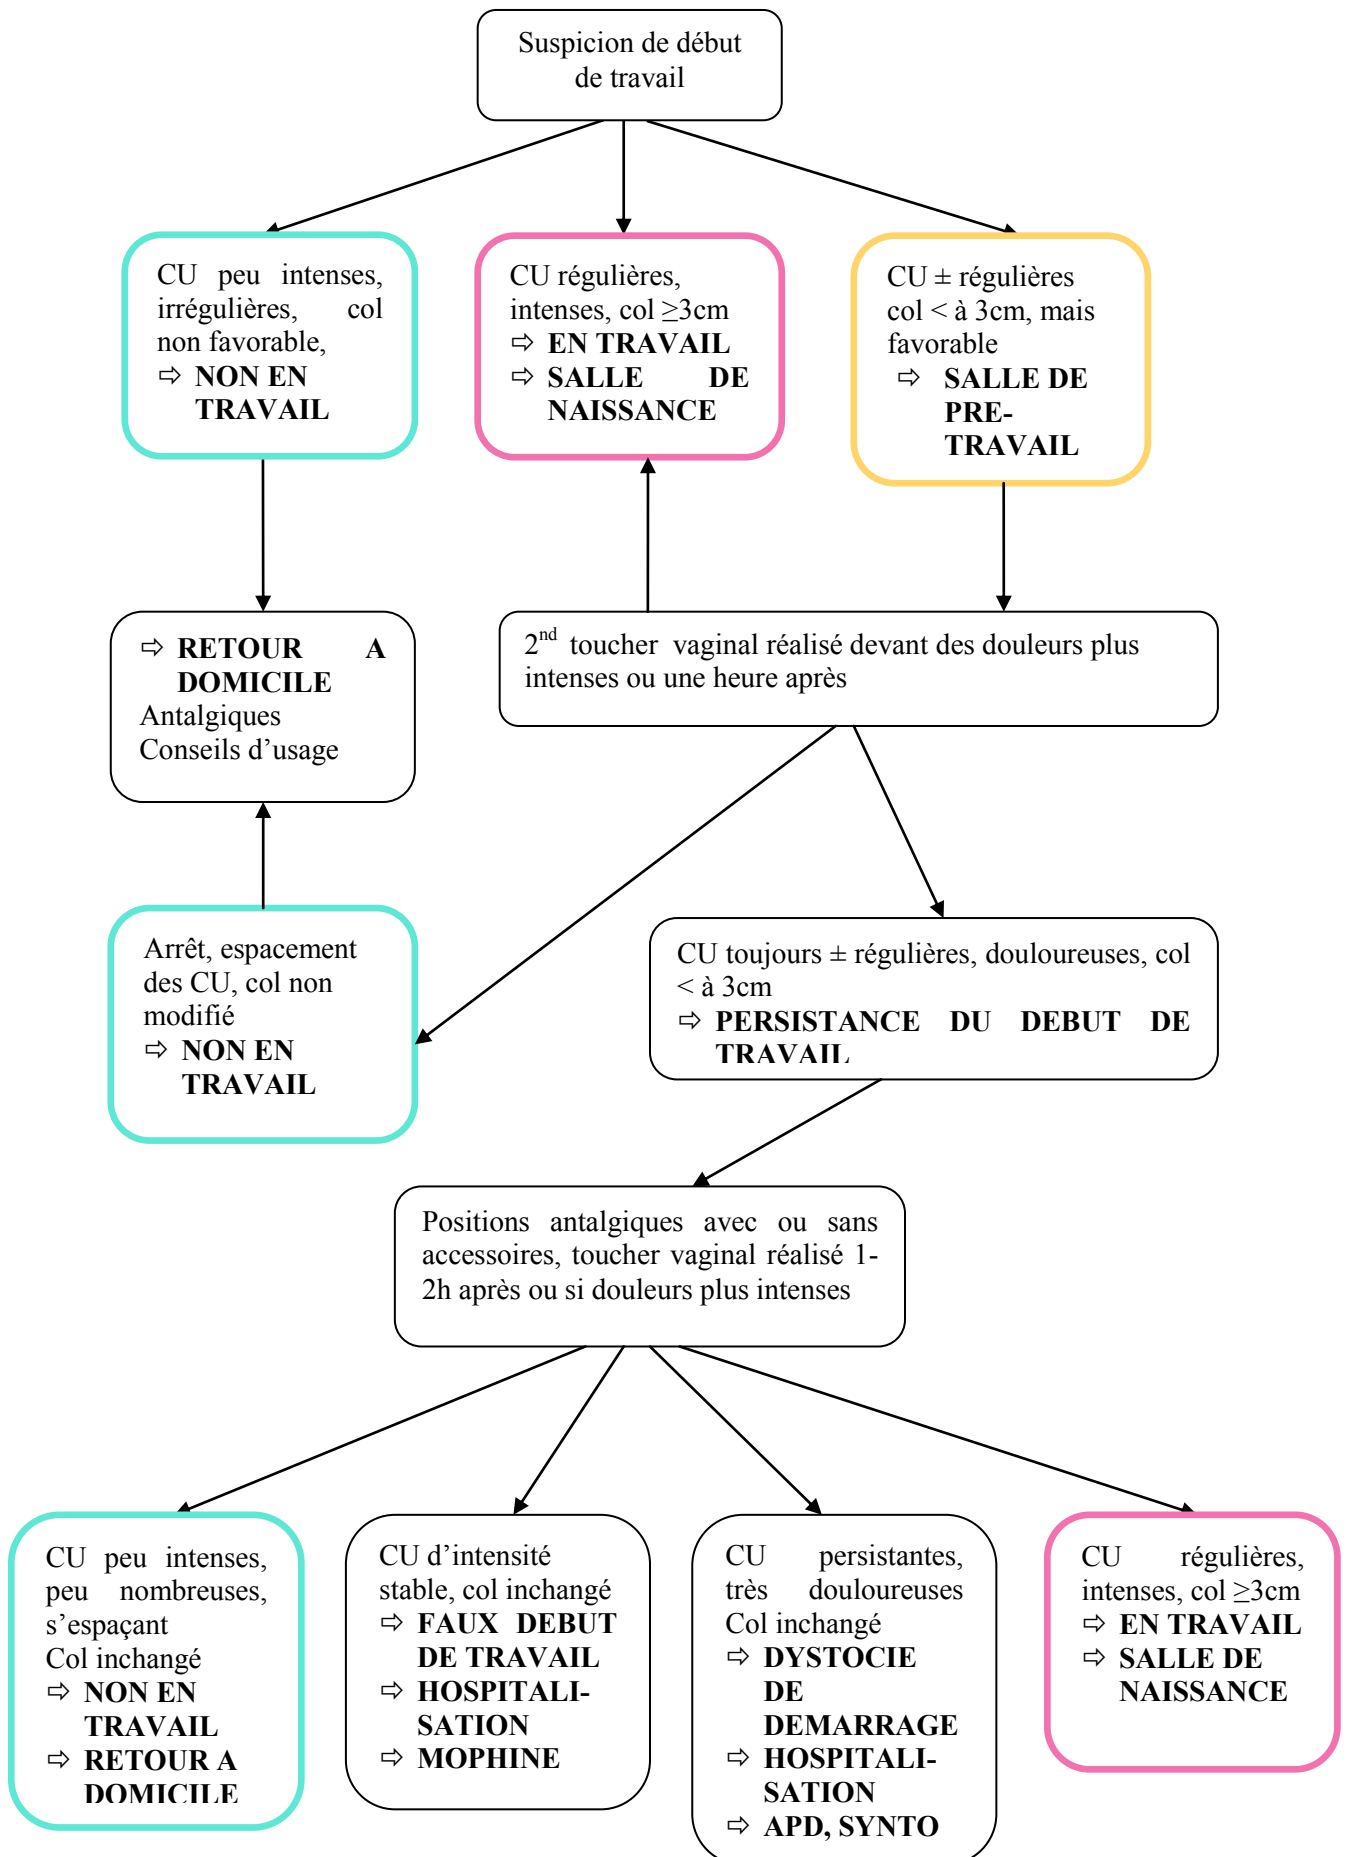 Suspicion de début
de travail
CU peu intenses,
irrégulières, col
non favorable,
⇨ NON EN
TRAVAIL
CU régulières,
intenses, col ≥3cm
⇨ EN TRAVAIL
⇨ SALLE DE
NAISSANCE
CU ± régulières
col < à 3cm, mais
favorable
⇨ SALLE DE
PRE-
TRAVAIL
⇨ RETOUR A
DOMICILE
Antalgiques
Conseils d’usage
2nd toucher vaginal réalisé devant des douleurs plus
intenses ou une heure après
Arrêt, espacement
des CU, col non
modifié
⇨ NON EN
TRAVAIL
CU toujours ± régulières, douloureuses, col
< à 3cm
⇨ PERSISTANCE DU DEBUT DE
TRAVAIL
Positions antalgiques avec ou sans
accessoires, toucher vaginal réalisé 1-
2h après ou si douleurs plus intenses
CU peu intenses,
peu nombreuses,
s’espaçant
Col inchangé
⇨ NON EN
TRAVAIL
⇨ RETOUR A
DOMICILE
CU d’intensité
stable, col inchangé
⇨ FAUX DEBUT
DE TRAVAIL
⇨ HOSPITALI-
SATION
⇨ MOPHINE
CU persistantes,
très douloureuses
Col inchangé
⇨ DYSTOCIE
DE
DEMARRAGE
⇨ HOSPITALI-
SATION
⇨ APD, SYNTO
CU régulières,
intenses, col ≥3cm
⇨ EN TRAVAIL
⇨ SALLE DE
NAISSANCE